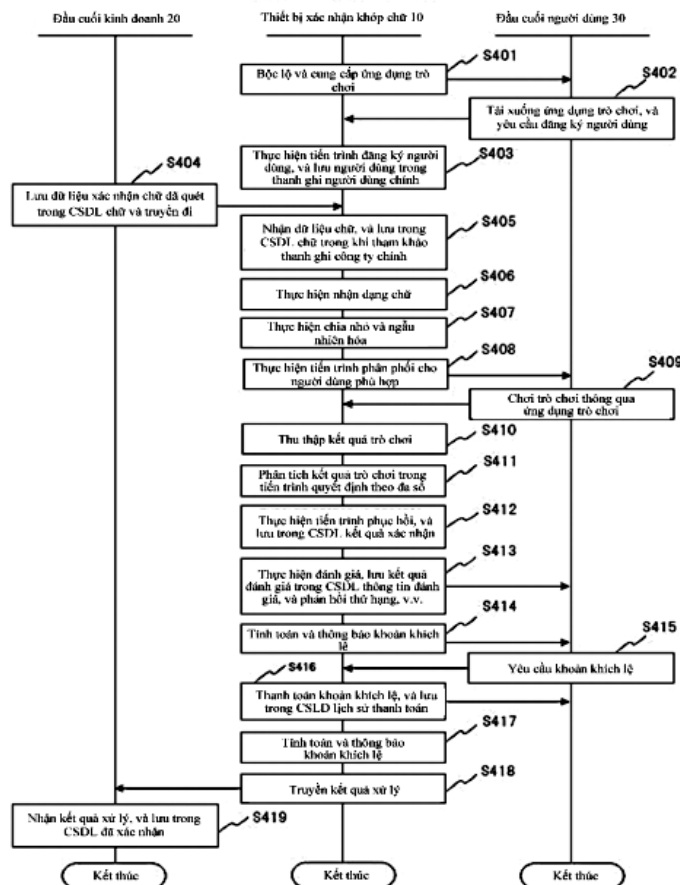 Đầu cuối kinh doanh 20
Thiết bị xác nhận khớp chữ 10
Đầu cuối người dùng 30
S401
Bộc lộ và cung cấp ứng dụng trò
chơi
S402
Tải xuống ứng dụng trò chơi, và
yêu cầu đăng ký người dùng
S403
Thực hiện tiến trình đăng ký người
dùng, và lưu người dùng trong
thanh ghi người dùng chính
S404
Lưu dữ liệu xác nhận chữ đã quét
trong CSDL chữ và truyền đi
S405
Nhận dữ liệu chữ, và lưu trong
CSDL chữ trong khi tham khảo
thanh ghi công ty chính
S406
Thực hiện nhận dạng chữ
S407
Thực hiện chia nhỏ và ngẫu
nhiên hóa
S408
Thực hiện tiến trình phân phối cho
người dùng phù hợp
S409
Chơi trò chơi thông qua
ứng dụng trò chơi
S410
Thu thập kết quả trò chơi
S411
Phân tích kết quả trò chơi trong
tiến trình quyết định theo đa số
S412
Thực hiện tiến trình phục hồi, và
lưu trong CSDL kết quả xác nhận
S413
Thực hiện đánh giá, lưu kết quả
đánh giá trong CSDL thông tin đánh
giá, và phản hồi thứ hạng, v.v.
S414
Tính toán và thông báo khoản khích
lệ
S415
Yêu cầu khoản khích lệ
S416
Thanh toán khoản khích lệ, và lưu
trong CSLD lịch sử thanh toán
S417
Tính toán và thông báo
khoản khích lệ
S418
Truyền kết quả xử lý
S419
Nhận kết quả xử lý, và lưu trong
CSDL đã xác nhận
Kết thúc
Kết thúc
Kết thúc